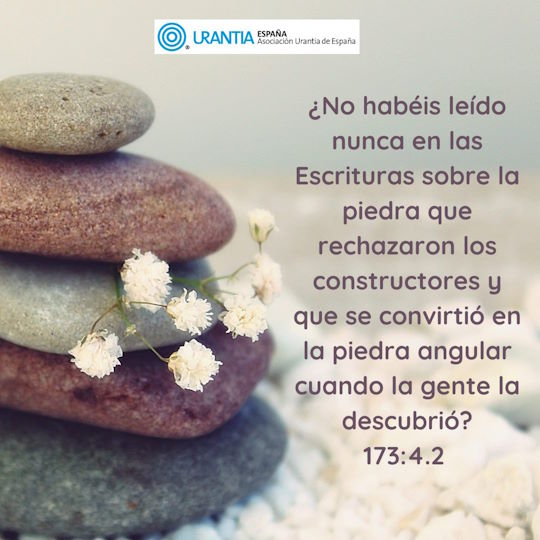 URANTIA ESPAÑA
® Asociación Urantia de España
¿No habéis leído
nunca en las
Escrituras sobre la
piedra que
rechazaron los
constructores y
que se convirtió en
la piedra angular
cuando la gente la
descubrió?
173:4.2